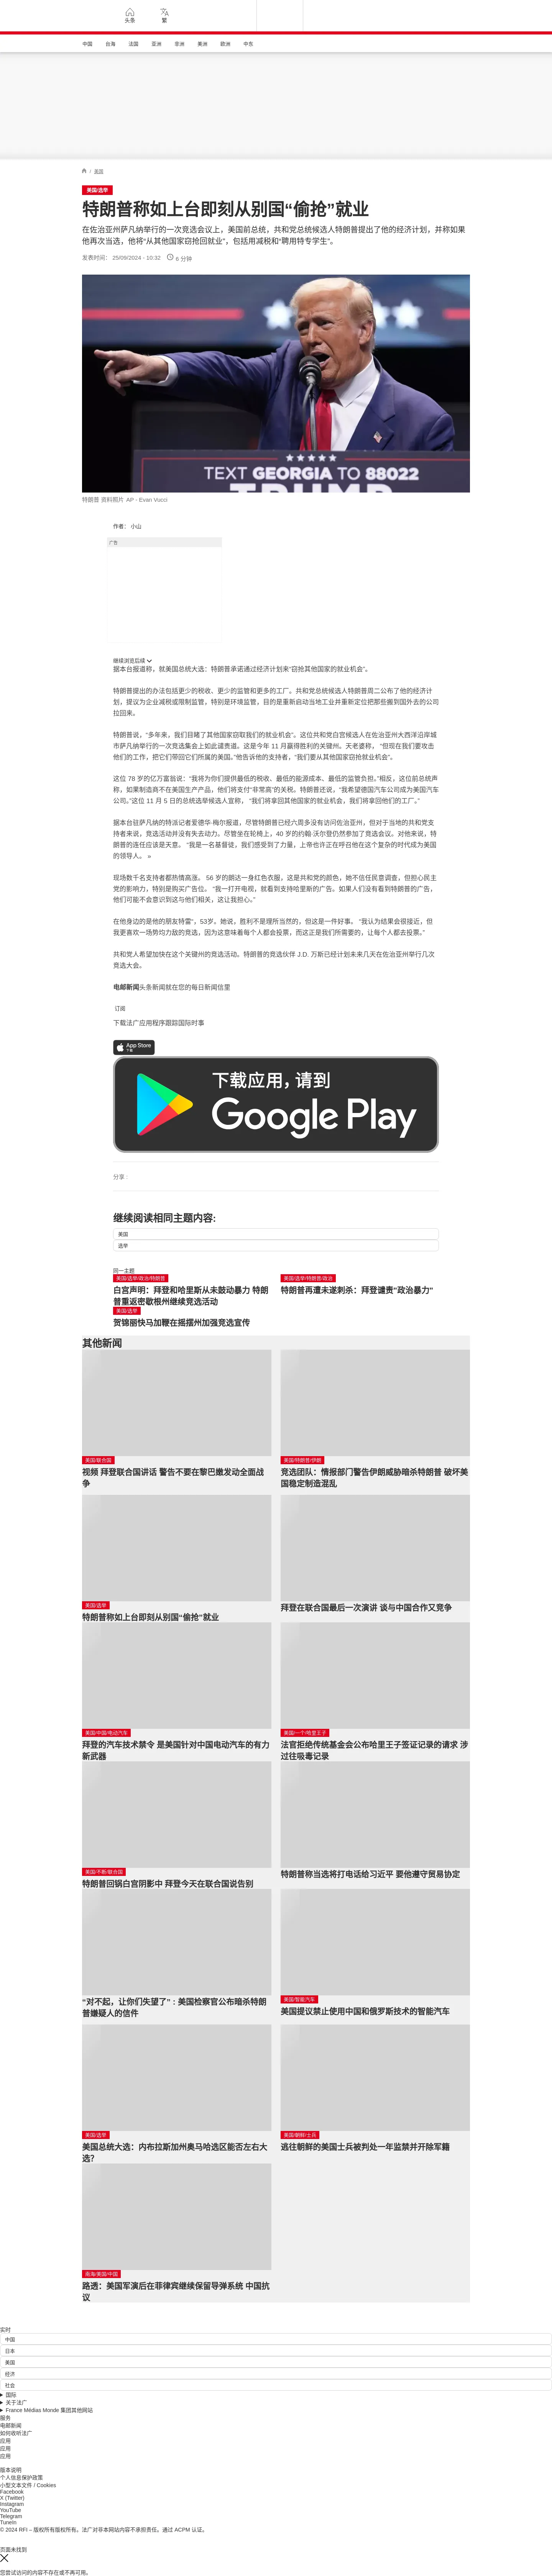 头条
繁
中国
台海
法国
亚洲
非洲
美洲
欧洲
中东
/ 美国
美国/选举
特朗普称如上台即刻从别国“偷抢”就业
在佐治亚州萨凡纳举行的一次竞选会议上，美国前总统，共和党总统候选人特朗普提出了他的经济计划，并称如果
他再次当选，他将“从其他国家窃抢回就业”，包括用减税和“聘用特专学生”。
发表时间： 25/09/2024 - 10:32
6 分钟
TEXT GEORGIA TO 88022
TRUMP
特朗普 资料照片 AP - Evan Vucci
作者： 小山
广告
继续浏览后续
据本台报道称，就美国总统大选：特朗普承诺通过经济计划来“窃抢其他国家的就业机会”。
特朗普提出的办法包括更少的税收、更少的监管和更多的工厂。共和党总统候选人特朗普周二公布了他的经济计
划，提议为企业减税或限制监管，特别是环境监管，目的是重新启动当地工业并重新定位把那些搬到国外去的公司
拉回来。
特朗普说，“多年来，我们目睹了其他国家窃取我们的就业机会”。这位共和党白宫候选人在佐治亚州大西洋沿岸城
市萨凡纳举行的一次竞选集会上如此谴责道。这是今年 11 月赢得胜利的关键州。天老婆称， “但现在我们要攻击
他们的工作，把它们带回它们所属的美国。”他告诉他的支持者，“我们要从其他国家窃抢就业机会”。
这位 78 岁的亿万富翁说：“我将为你们提供最低的税收、最低的能源成本、最低的监管负担。”相反，这位前总统声
称，如果制造商不在美国生产产品，他们将支付‘非常高’的关税。特朗普还说，“我希望德国汽车公司成为美国汽车
公司。”这位 11 月 5 日的总统选举候选人宣称， “我们将拿回其他国家的就业机会，我们将拿回他们的工厂。”
据本台驻萨凡纳的特派记者爱德华·梅尔报道，尽管特朗普已经六周多没有访问佐治亚州，但对于当地的共和党支
持者来说，竞选活动并没有失去动力。尽管坐在轮椅上，40 岁的约翰·沃尔登仍然参加了竞选会议。对他来说，特
朗普的连任应该是天意。 “我是一名基督徒，我们感受到了力量，上帝也许正在呼召他在这个复杂的时代成为美国
的领导人。 »
现场数千名支持者都热情高涨。 56 岁的朗达一身红色衣服，这是共和党的颜色，她不信任民意调查，但担心民主
党的影响力，特别是购买广告位。 “我一打开电视，就看到支持哈里斯的广告。如果人们没有看到特朗普的广告，
他们可能不会意识到这与他们相关，这让我担心。”
在他身边的是他的朋友特雷“，53岁。她说，胜利不是理所当然的，但这是一件好事。 “我认为结果会很接近，但
我更喜欢一场势均力敌的竞选，因为这意味着每个人都会投票，而这正是我们所需要的，让每个人都去投票。”
共和党人希望加快在这个关键州的竞选活动。特朗普的竞选伙伴 J.D. 万斯已经计划未来几天在佐治亚州举行几次
竞选大会。
电邮新闻头条新闻就在您的每日新闻信里
订阅
下载法广应用程序跟踪国际时事
App Store
下载
下载应用，请到
Google Play
分享 :
继续阅读相同主题内容:
美国
选举
同一主题
美国/选举/政治/特朗普
白宫声明：拜登和哈里斯从未鼓动暴力 特朗
普重返密歇根州继续竞选活动
美国/选举/特朗普/政治
特朗普再遭未遂刺杀：拜登谴责“政治暴力”
美国/选举
贺锦丽快马加鞭在摇摆州加强竞选宣传
其他新闻
美国/联合国
视频 拜登联合国讲话 警告不要在黎巴嫩发动全面战
争
美国/特朗普/伊朗
竞选团队：情报部门警告伊朗威胁暗杀特朗普 破坏美
国稳定制造混乱
美国/选举
特朗普称如上台即刻从别国“偷抢”就业
拜登在联合国最后一次演讲 谈与中国合作又竞争
美国/中国/电动汽车
拜登的汽车技术禁令 是美国针对中国电动汽车的有力
新武器
美国/一个/哈里王子
法官拒绝传统基金会公布哈里王子签证记录的请求 涉
过往吸毒记录
美国/不断/联合国
特朗普回锅白宫阴影中 拜登今天在联合国说告别
特朗普称当选将打电话给习近平 要他遵守贸易协定
“对不起，让你们失望了”：美国检察官公布暗杀特朗
普嫌疑人的信件
美国/智能汽车
美国提议禁止使用中国和俄罗斯技术的智能汽车
美国/选举
美国总统大选：内布拉斯加州奥马哈选区能否左右大
选?
美国/朝鲜/士兵
逃往朝鲜的美国士兵被判处一年监禁并开除军籍
南海/美国/中国
路透：美国军演后在菲律宾继续保留导弹系统 中国抗
议
实时
中国
日本
美国
经济
社会
国际
关于法广
France Médias Monde 集团其他网站
服务
电邮新闻
如何收听法广
应用
应用
应用
版本说明
个人信息保护政策
小型文本文件 / Cookies
Facebook
X (Twitter)
Instagram
YouTube
Telegram
TuneIn
© 2024 RFI – 版权所有版权所有。法广对非本网站内容不承担责任。通过 ACPM 认证。
页面未找到
您尝试访问的内容不存在或不再可用。